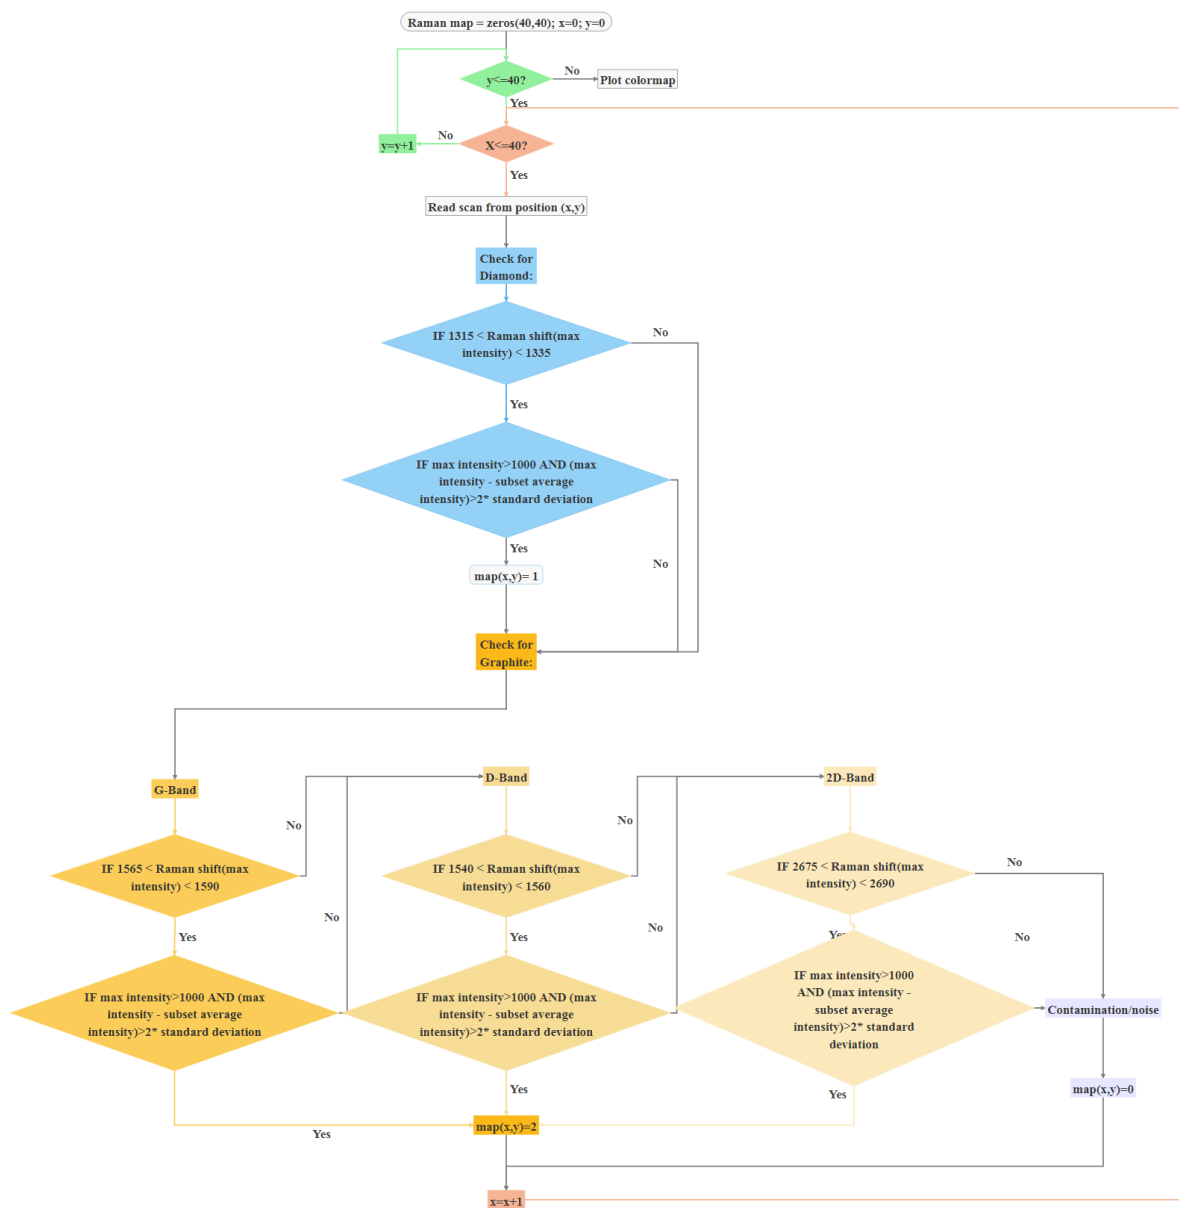 Raman map = zeros(40,40); x=0; y=0
y<=40?
No
Plot colormap
Yes
X<=40?
No
y=y+1
Yes
Read scan from position (x,y)
Check for
Diamond:
IF 1315 < Raman shift(max
intensity) < 1335
No
Yes
IF max intensity>1000 AND (max
intensity - subset average
intensity)>2* standard deviation
Yes
No
map(x,y)= 1
Check for
Graphite:
G-Band
D-Band
2D-Band
No
No
IF 1565 < Raman shift(max
intensity) < 1590
IF 1540 < Raman shift(max
intensity) < 1560
IF 2675 < Raman shift(max
intensity) < 2690
No
No
No
No
Yes
Yes
Yes
IF max intensity>1000 AND (max
intensity - subset average
intensity)>2* standard deviation
IF max intensity>1000 AND (max
intensity - subset average
intensity)>2* standard deviation
IF max intensity>1000
AND (max intensity -
subset average
intensity)>2* standard
deviation
Contamination/noise
map(x,y)=0
Yes
Yes
Yes
map(x,y)=2
x=x+1